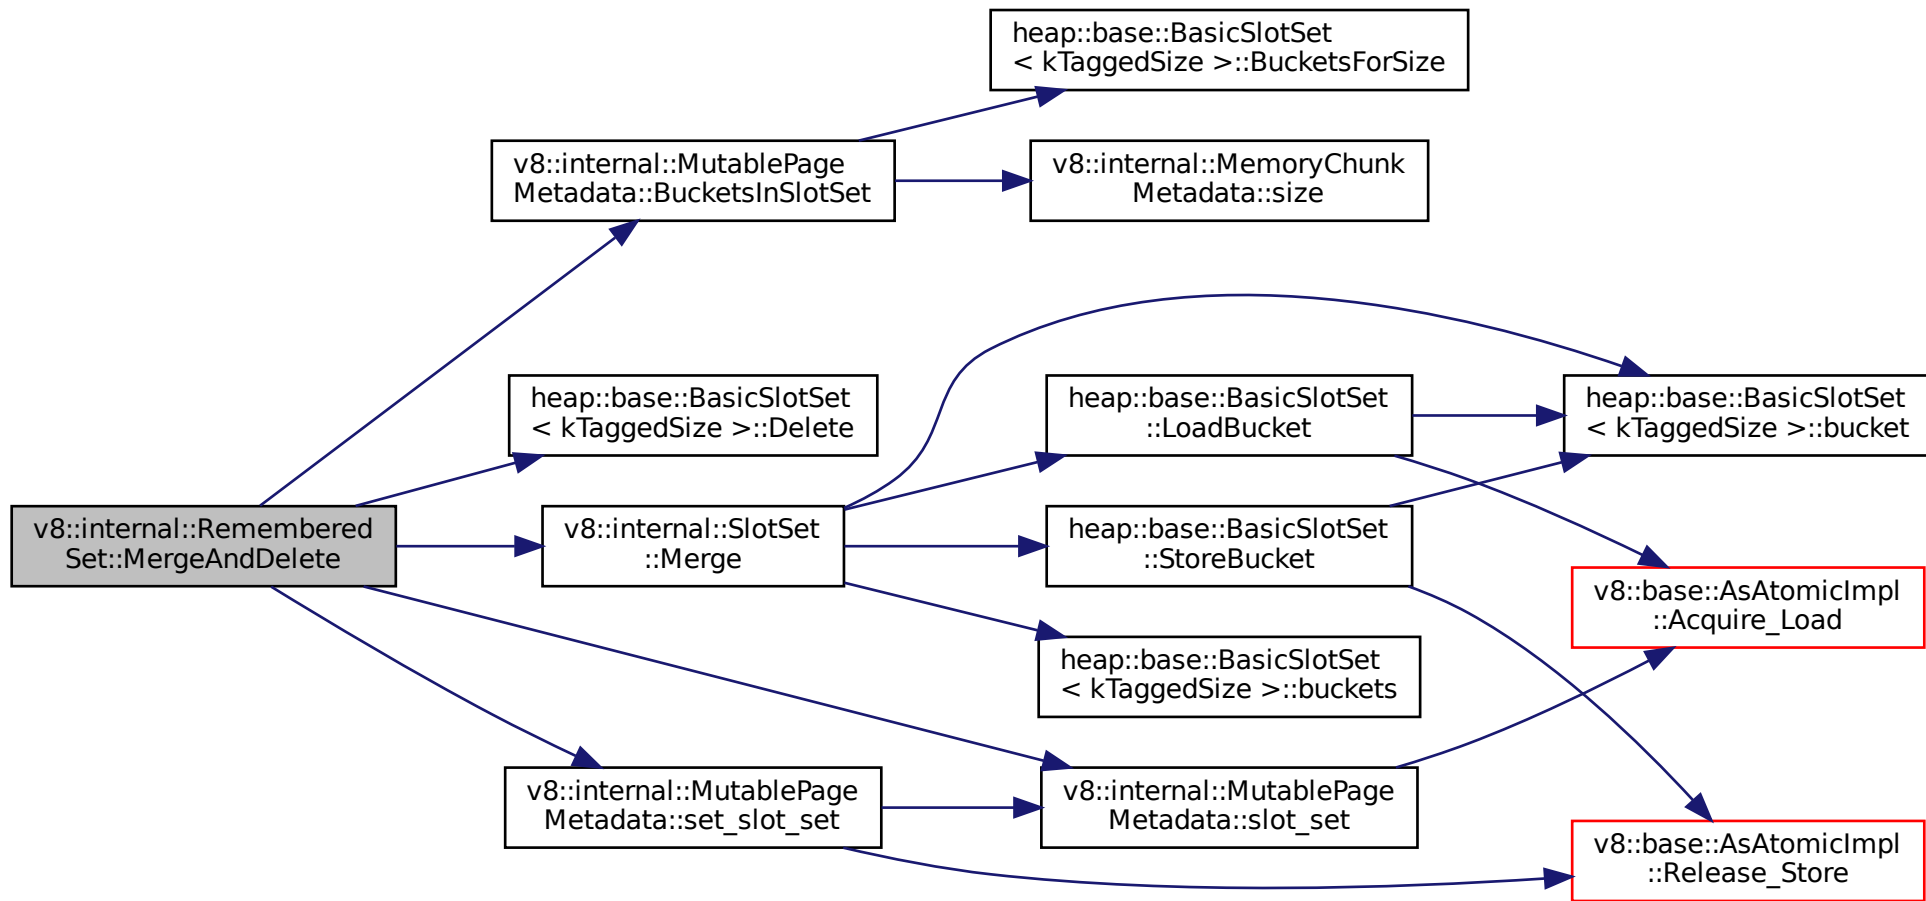 heap::base::BasicSlotSet
< kTaggedSize >::BucketsForSize
v8::internal::MutablePage
Metadata::BucketsInSlotSet
v8::internal::MemoryChunk
Metadata::size
heap::base::BasicSlotSet
< kTaggedSize >::Delete
heap::base::BasicSlotSet
::LoadBucket
heap::base::BasicSlotSet
< kTaggedSize >::bucket
v8::internal::Remembered
Set::MergeAndDelete
v8::internal::SlotSet
::Merge
heap::base::BasicSlotSet
::StoreBucket
v8::base::AsAtomicImpl
::Acquire_Load
heap::base::BasicSlotSet
< kTaggedSize >::buckets
v8::internal::MutablePage
Metadata::set_slot_set
v8::internal::MutablePage
Metadata::slot_set
v8::base::AsAtomicImpl
::Release_Store